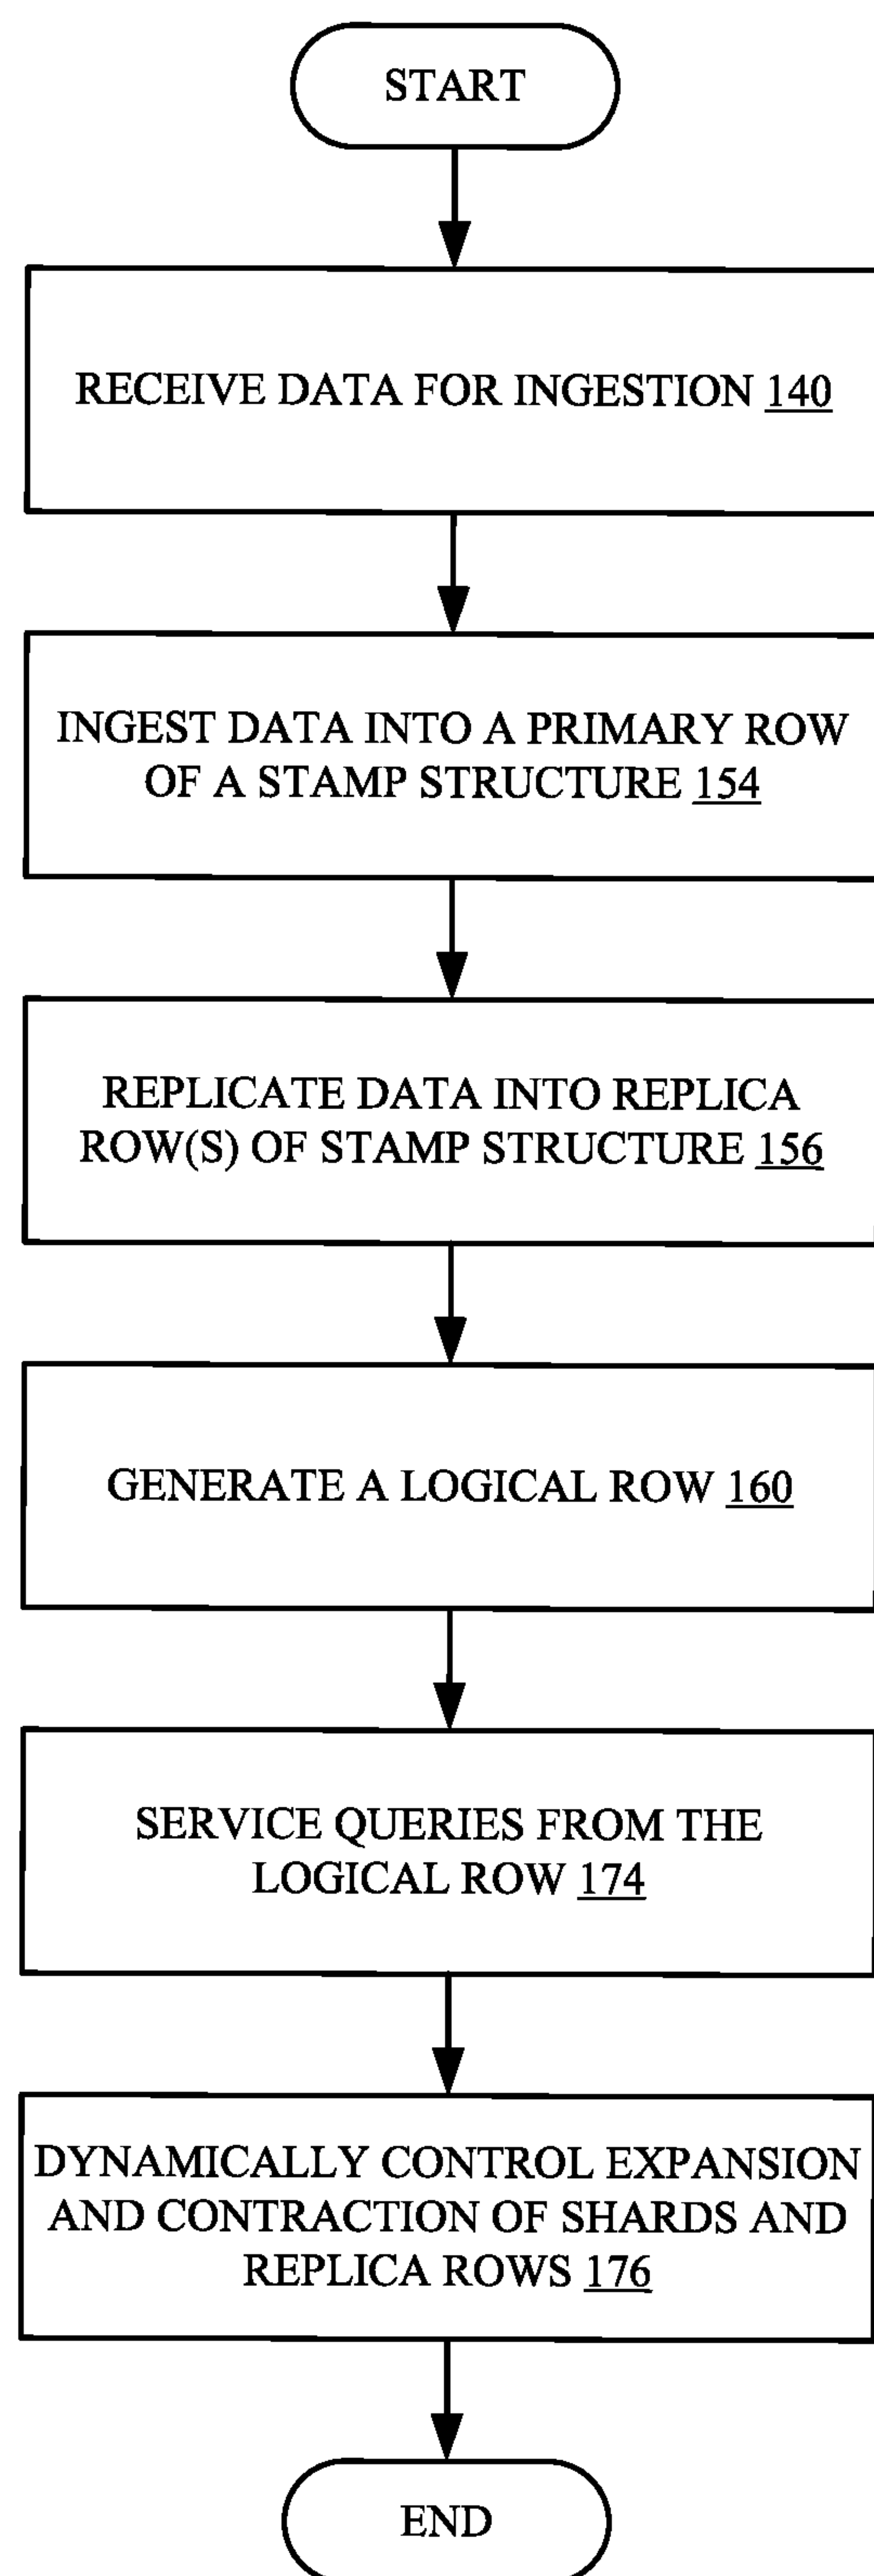 START
RECEIVE DATA FOR INGESTION 140
INGEST DATA INTO A PRIMARY ROW
OF A STAMP STRUCTURE 154
REPLICATE DATA INTO REPLICA
ROW(S) OF STAMP STRUCTURE 156
GENERATE A LOGICAL ROW 160
SERVICE QUERIES FROM THE
LOGICAL ROW 174
DYNAMICALLY CONTROL EXPANSION
AND CONTRACTION OF SHARDS AND
REPLICA ROWS 176
END